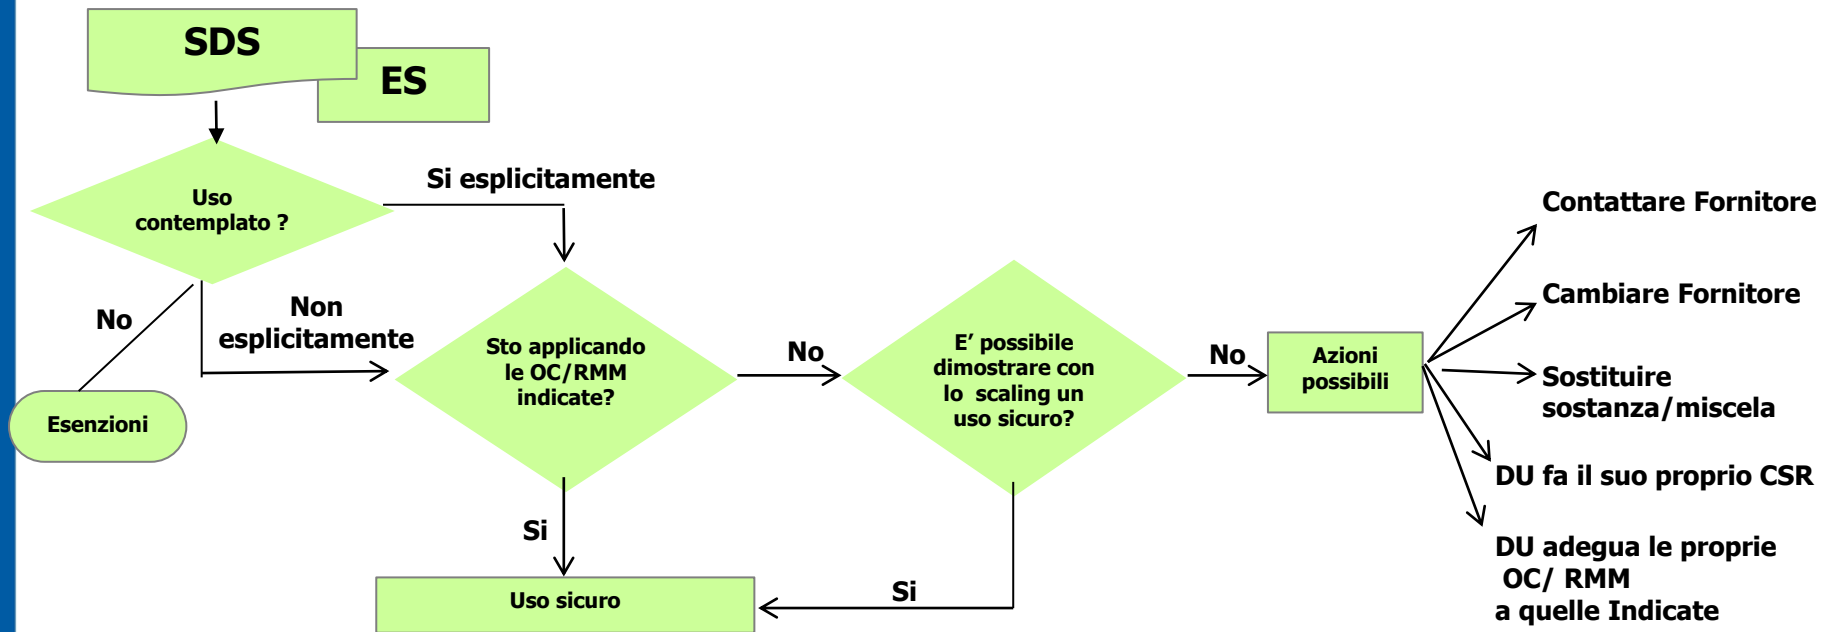 SDS
ES
Uso
contemplato ?
Si esplicitamente
No
Non
esplicitamente
Esenzioni
Sto applicando
le OC/RMM
indicate?
No
E’ possibile
dimostrare con
lo scaling un
uso sicuro?
No
Azioni
possibili
Contattare Fornitore
Cambiare Fornitore
Sostituire
sostanza/miscela
DU fa il suo proprio CSR
DU adegua le proprie
OC/ RMM
a quelle Indicate
Si
Si
Uso sicuro